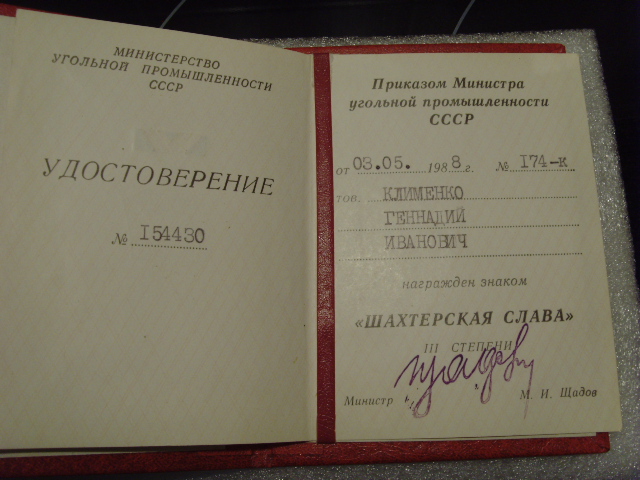 МИНИСТЕРСТВО
УГОЛЬНОЙ ПРОМЫШЛЕННОСТИ
СССР
УДОСТОВЕРЕНИЕ
№ I54430
Приказом Министра
угольной промышленности
СССР
от 03.05. 1988 г. № I74-к
тов. КЛИМЕНКО
ГЕННАДИЙ
ИВАНОВИЧ
награжден знаком
«ШАХТЕРСКАЯ СЛАВА»
III СТЕПЕНИ
Министр М. И. Щадов